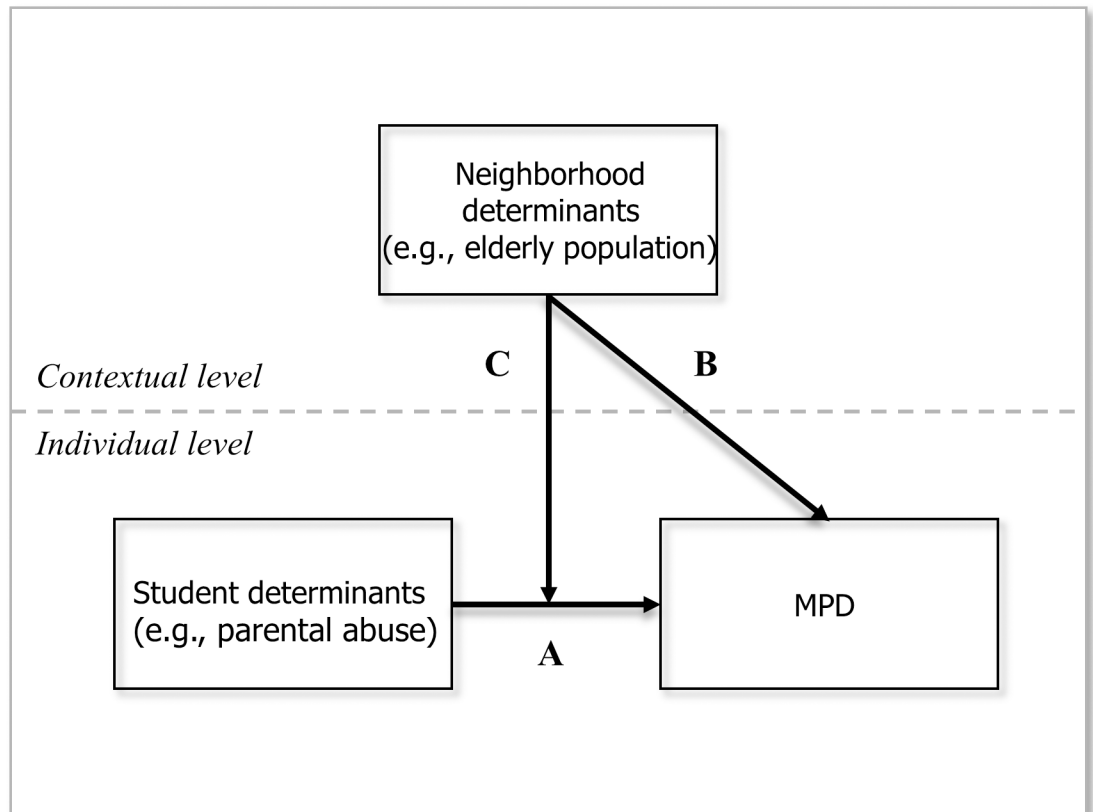 Neighborhood
determinants
(e.g., elderly population)
C
B
Contextual level
Individual level
Student determinants
(e.g., parental abuse)
MPD
A